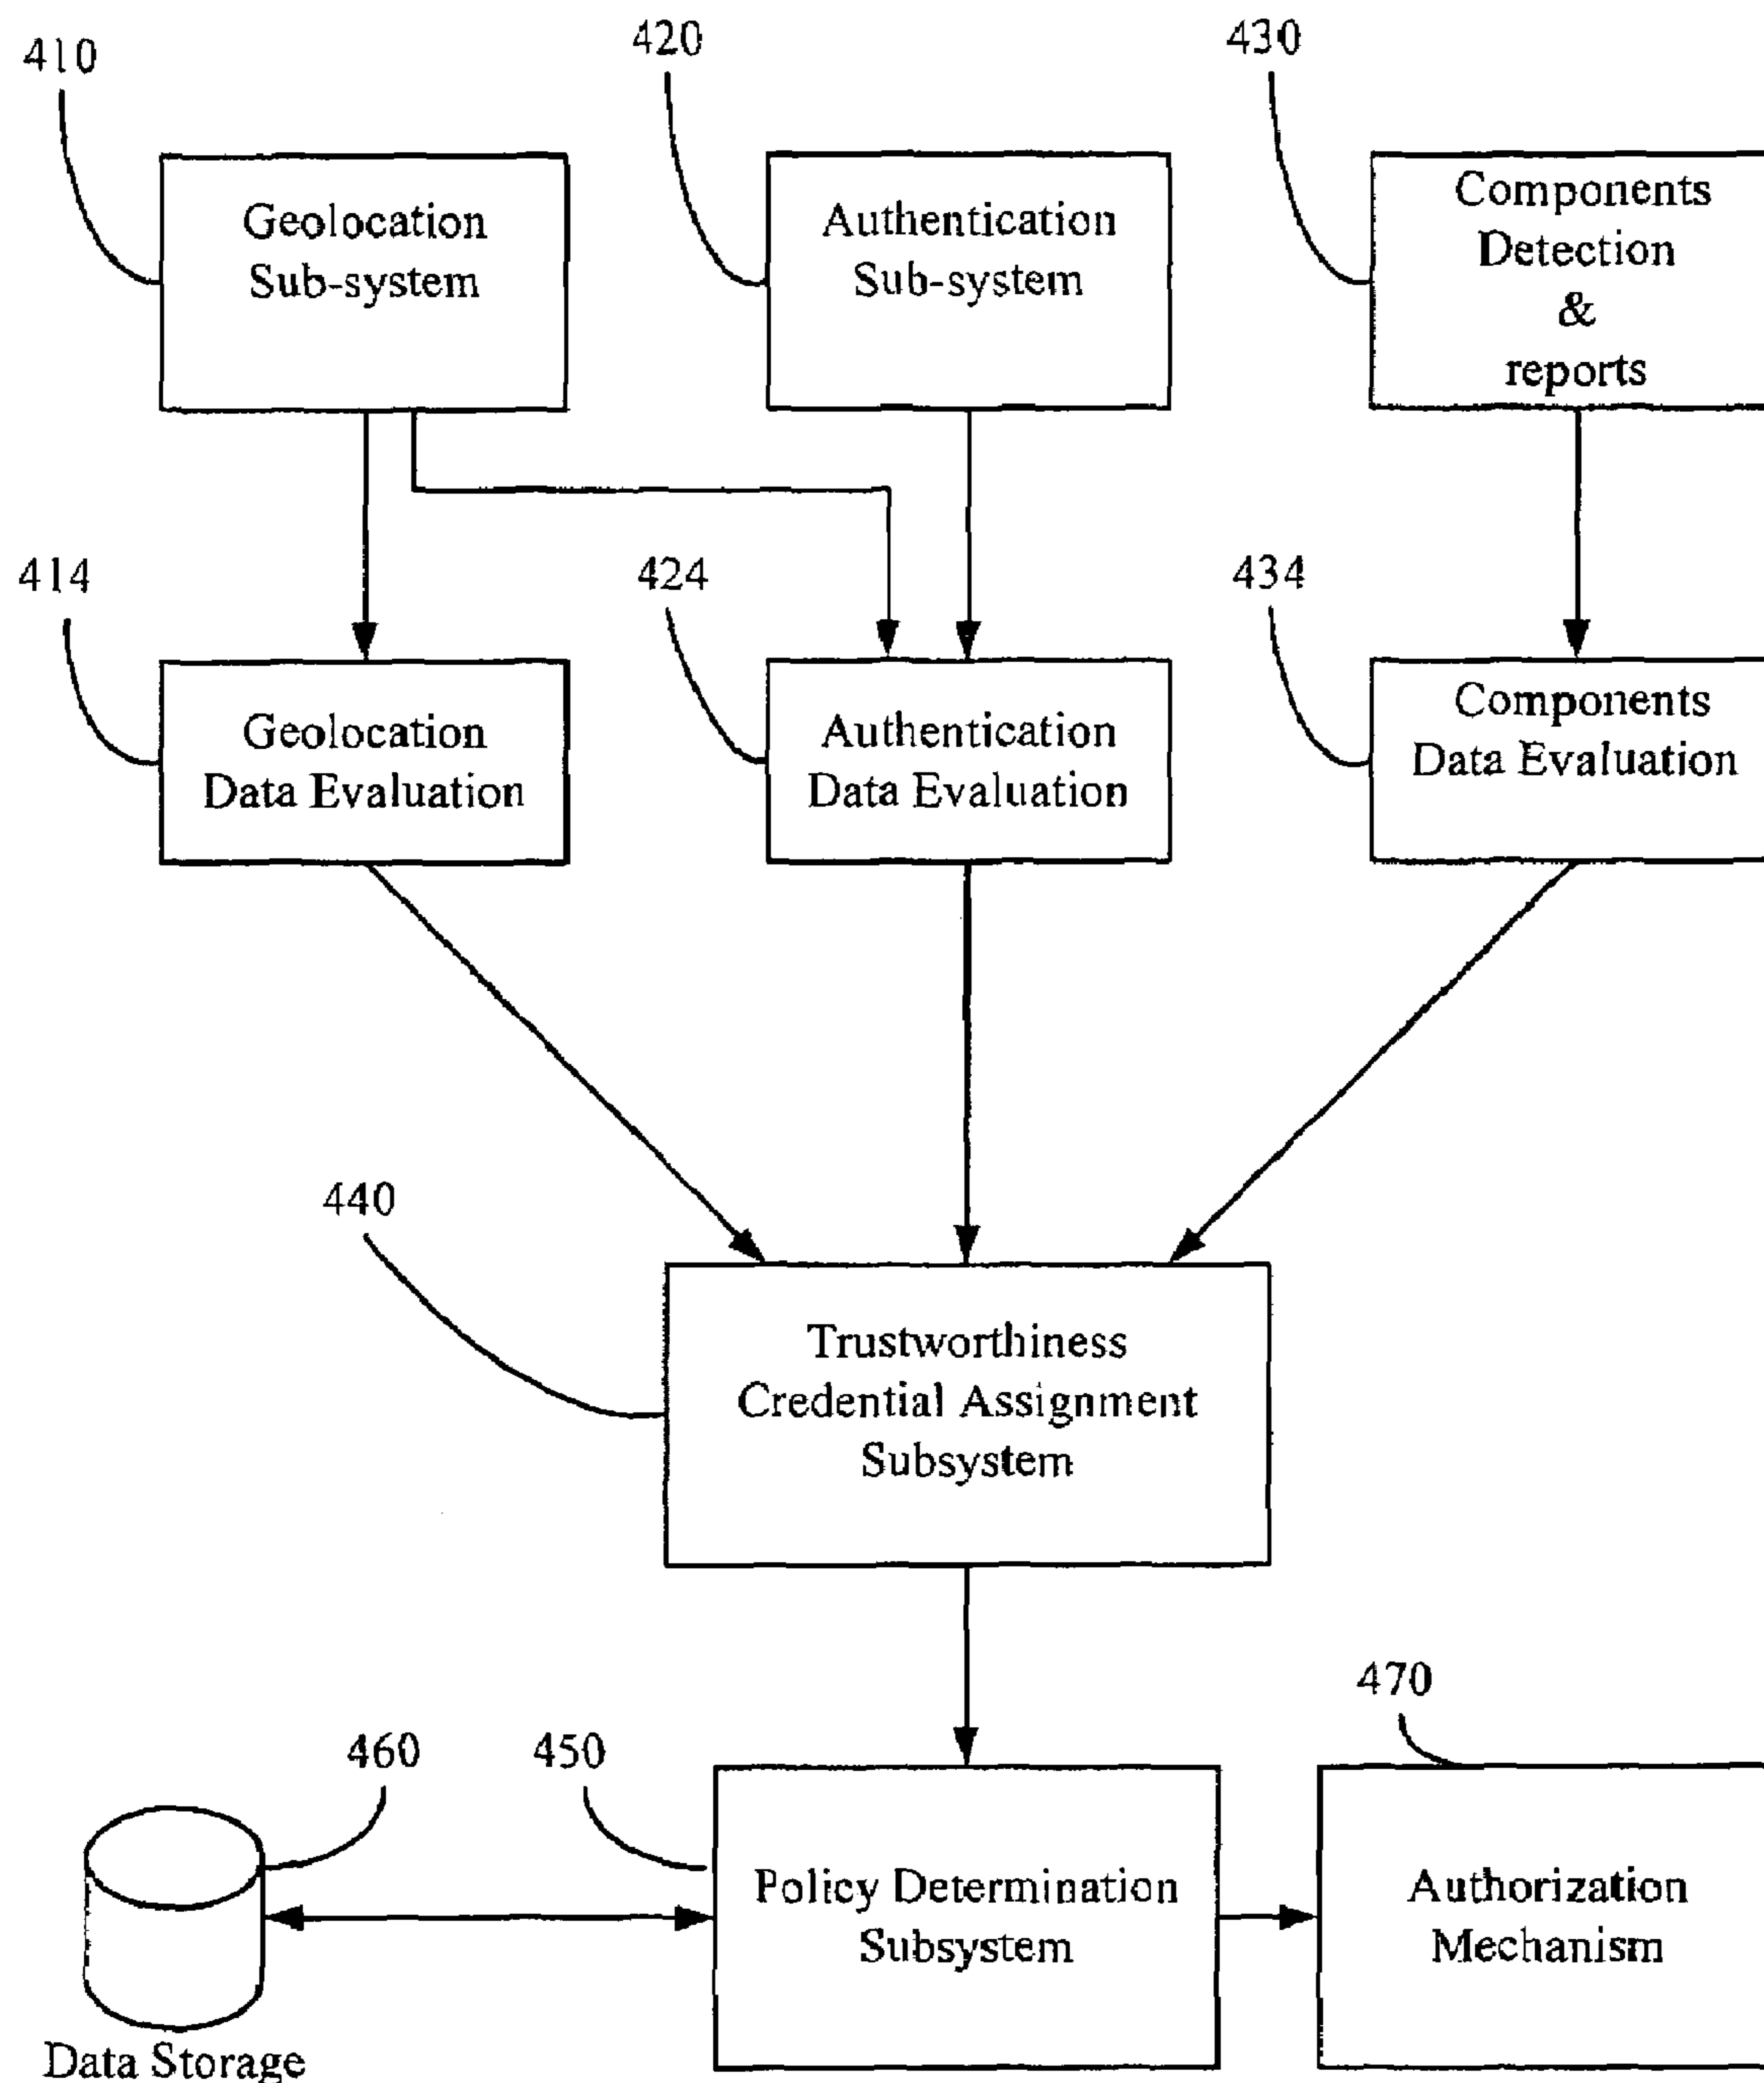 410
420
430
Geolocation
Sub-system
Authentication
Sub-system
Components
Detection
&
reports
414
424
434
Geolocation
Data Evaluation
Authentication
Data Evaluation
Components
Data Evaluation
440
Trustworthiness
Credential Assignment
Subsystem
470
460
450
Policy Determination
Subsystem
Authorization
Mechanism
Data Storage